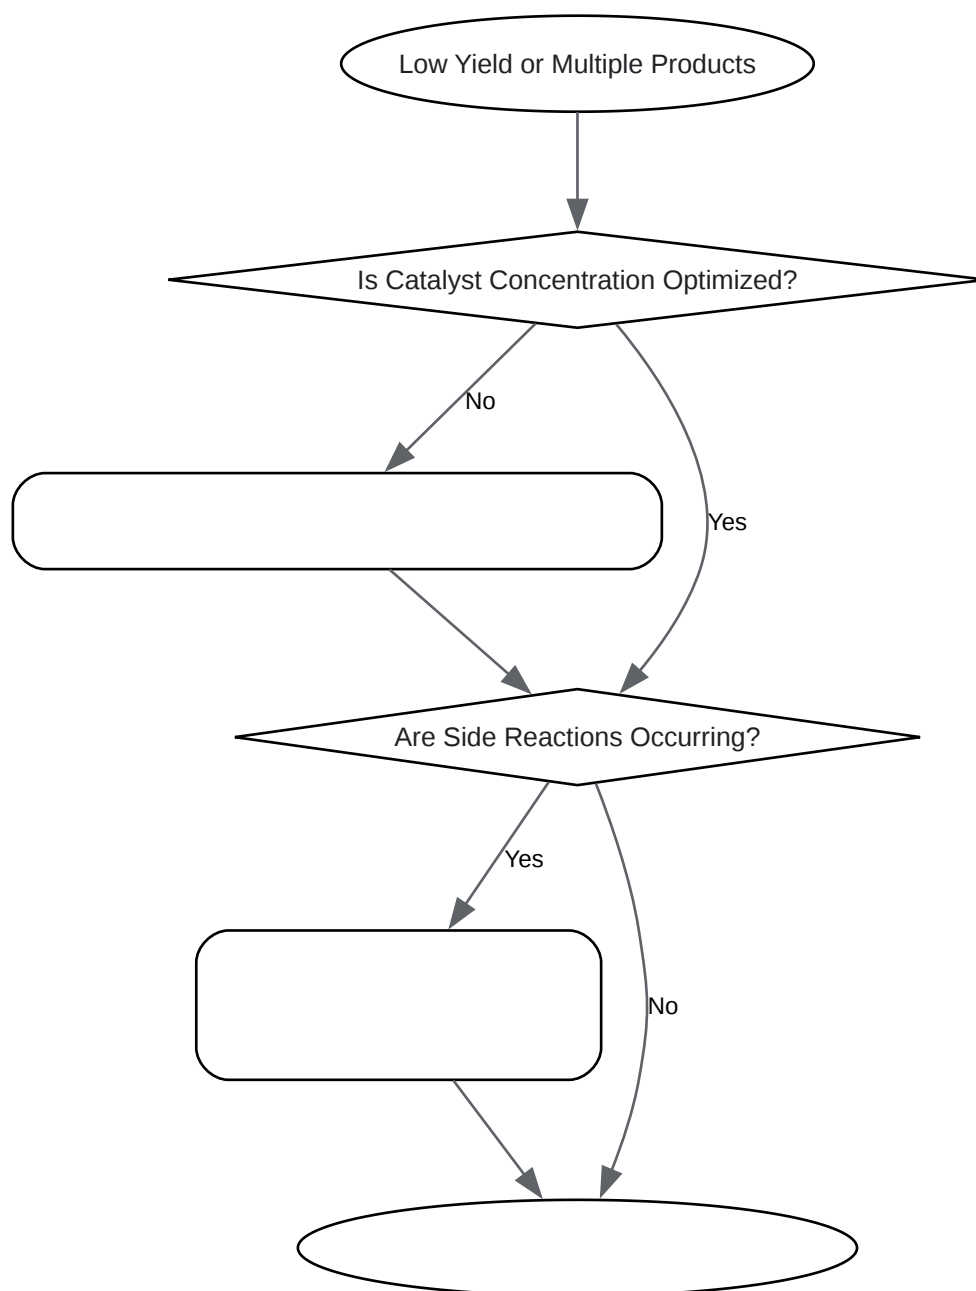 Low Yield or Multiple Products
Is Catalyst Concentration Optimized?
No
Yes
Are Side Reactions Occurring?
Yes
No